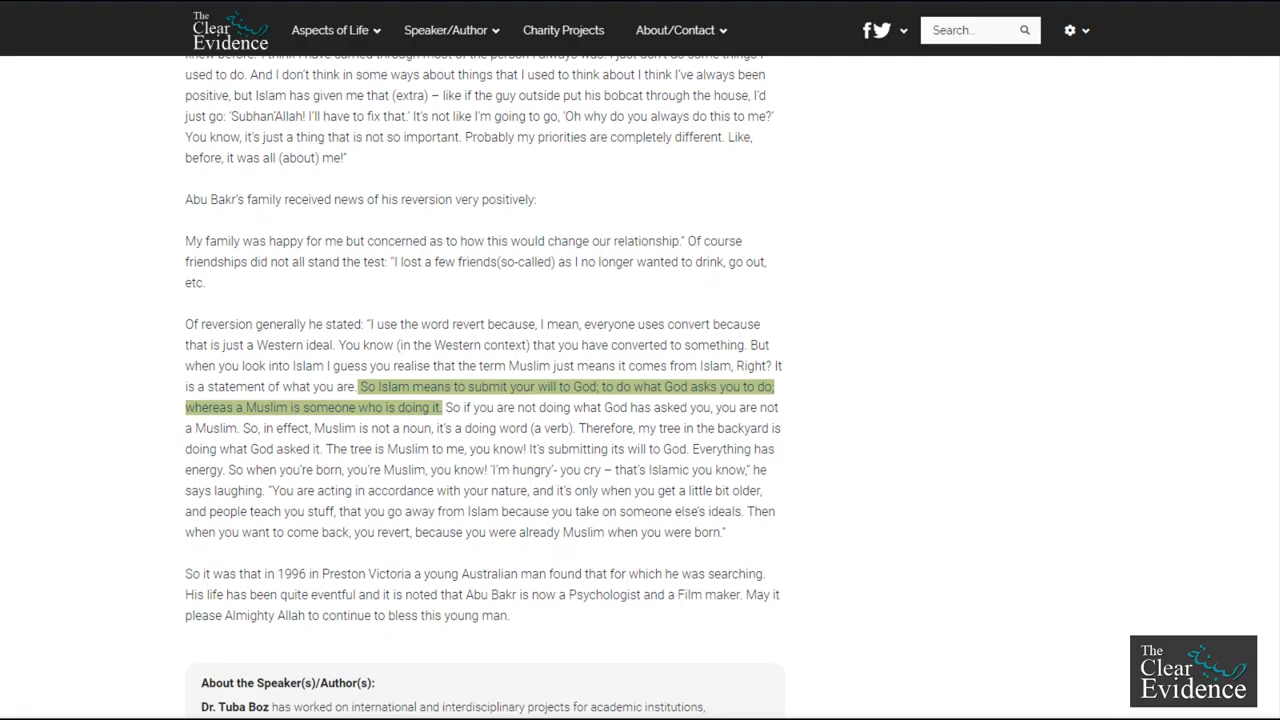 The
Clear
Evidence
Aspects of Life
Speaker/Author
Charity Projects
About/Contact
Search...
used to do. And I don't think in some ways about things that I used to think about I think I've always been
positive, but Islam has given me that (extra) – like if the guy outside put his bobcat through the house, I'd
just go: 'Subhan'Allah! I'll have to fix that.' It's not like I'm going to go, 'Oh why do you always do this to me?'
You know, it's just a thing that is not so important. Probably my priorities are completely different. Like,
before, it was all (about) me!”
Abu Bakr's family received news of his reversion very positively:
My family was happy for me but concerned as to how this would change our relationship.” Of course
friendships did not all stand the test: “I lost a few friends(so-called) as I no longer wanted to drink, go out,
etc.
Of reversion generally he stated: “I use the word revert because, I mean, everyone uses convert because
that is just a Western ideal. You know (in the Western context) that you have converted to something. But
when you look into Islam I guess you realise that the term Muslim just means it comes from Islam, Right? It
is a statement of what you are. So Islam means to submit your will to God; to do what God asks you to do;
whereas a Muslim is someone who is doing it. So if you are not doing what God has asked you, you are not
a Muslim. So, in effect, Muslim is not a noun, it's a doing word (a verb). Therefore, my tree in the backyard is
doing what God asked it. The tree is Muslim to me, you know! It's submitting its will to God. Everything has
energy. So when you're born, you're Muslim, you know! 'I'm hungry'- you cry – that's Islamic you know,” he
says laughing. “You are acting in accordance with your nature, and it's only when you get a little bit older,
and people teach you stuff, that you go away from Islam because you take on someone else's ideals. Then
when you want to come back, you revert, because you were already Muslim when you were born.”
So it was that in 1996 in Preston Victoria a young Australian man found that for which he was searching.
His life has been quite eventful and it is noted that Abu Bakr is now a Psychologist and a Film maker. May it
please Almighty Allah to continue to bless this young man.
About the Speaker(s)/Author(s):
Dr. Tuba Boz has worked on international and interdisciplinary projects for academic institutions,
The
Clear
Evidence